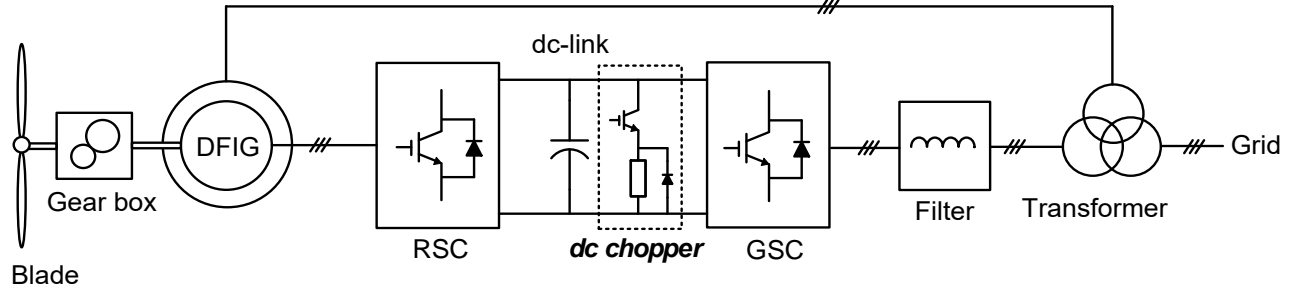 dc-link
DFIG
Grid
Gear box
Filter
Transformer
RSC
dc chopper
GSC
Blade